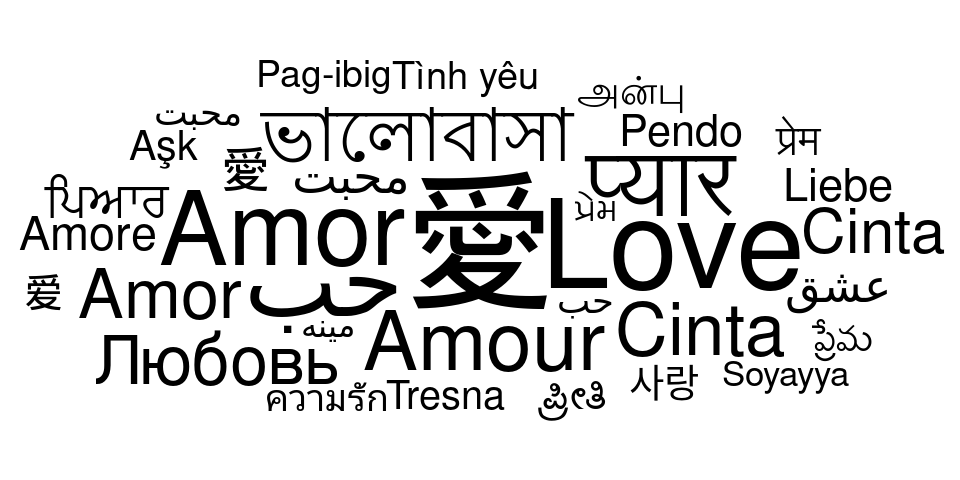 Pag-ibig Tình yêu
அன்பு
محبت
ভালোবাসা
Pendo
प्रेम
Aşk
愛
محبت
प्यार
Liebe
ਪਿਆਰ
Amor
愛
પ્રેમ
Love
Cinta
Amore
爱
Amor
حب
حب
عشق
مينه
Amour
Cinta
ప్రేమ
Любовь
사랑
Soyayya
ความรัก
Tresna
ಪ್ರೀತಿ